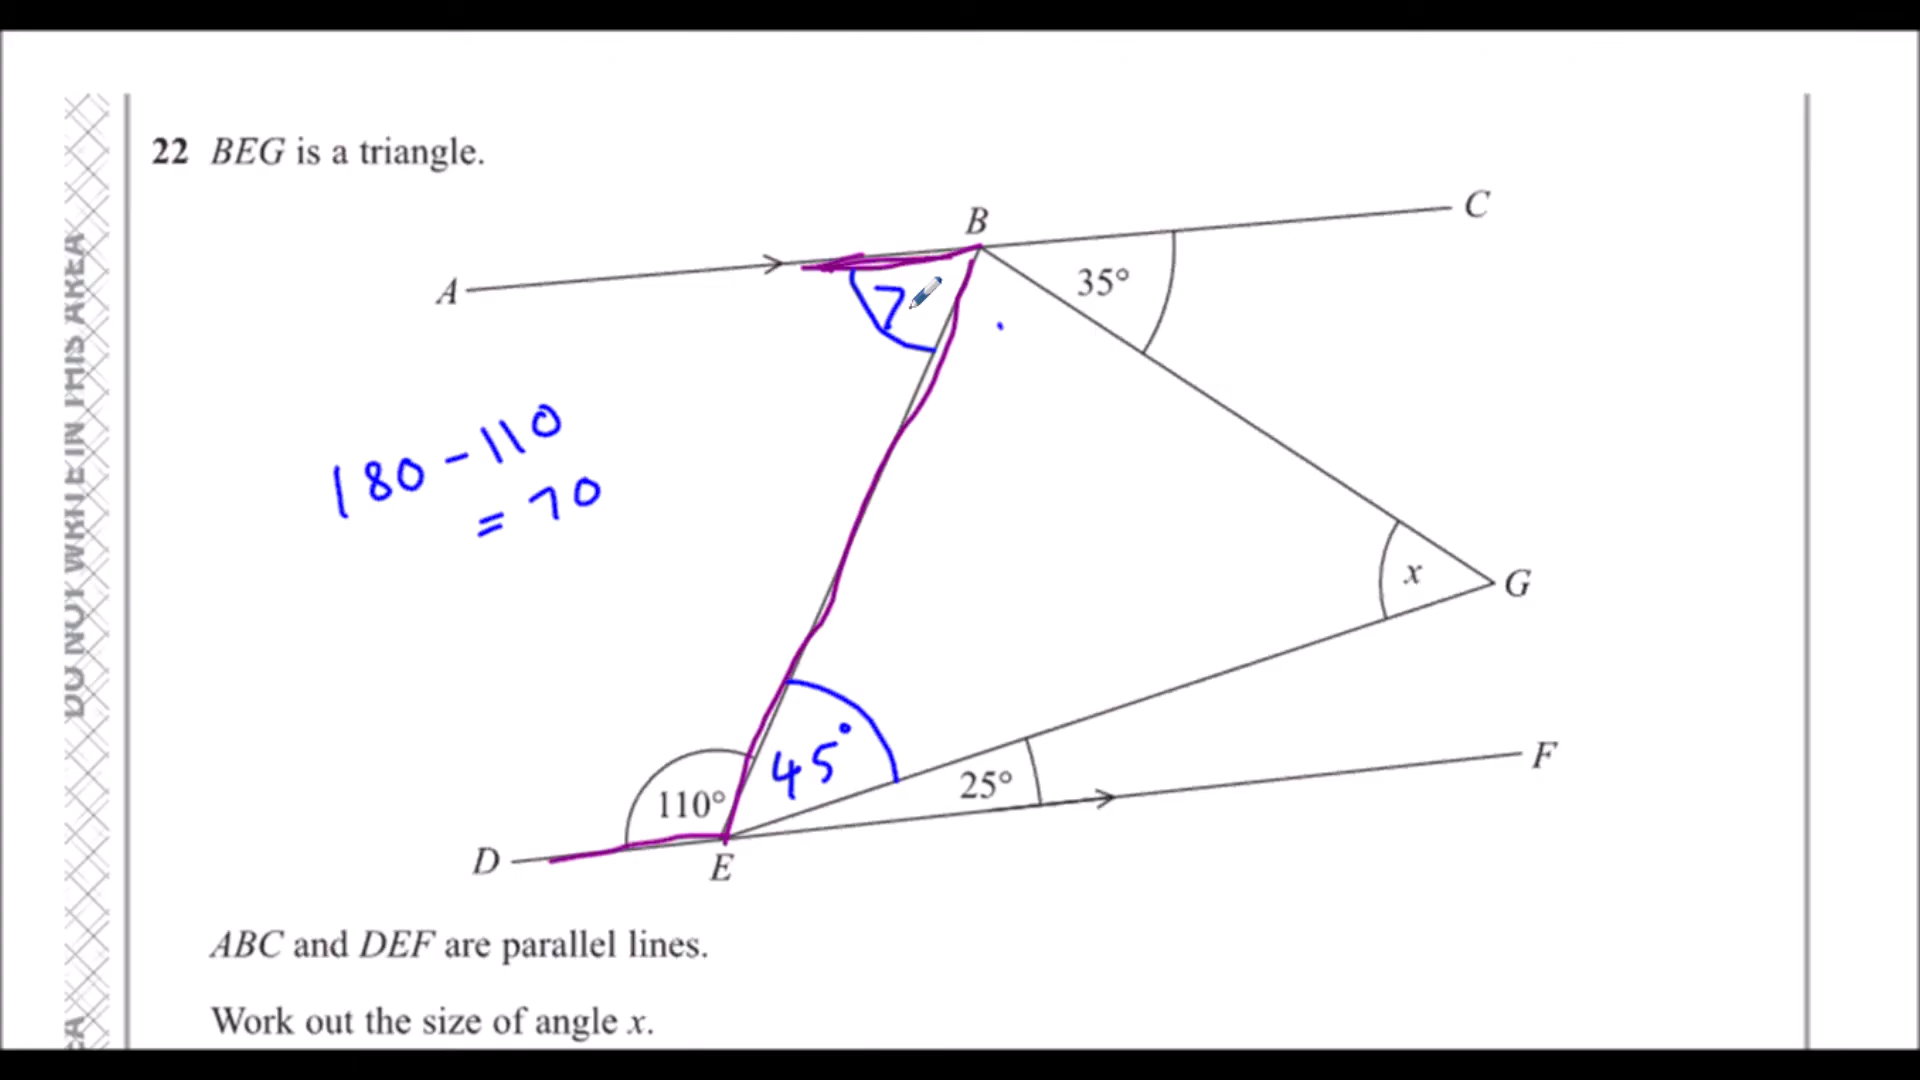 22 BEG is a triangle.
B
C
A
7
35°
180-110
= 70
x
G
45°
110°
25°
F
D
E
ABC and DEF are parallel lines.
Work out the size of angle x.
DO NOT WRITE IN THIS AREA
EA